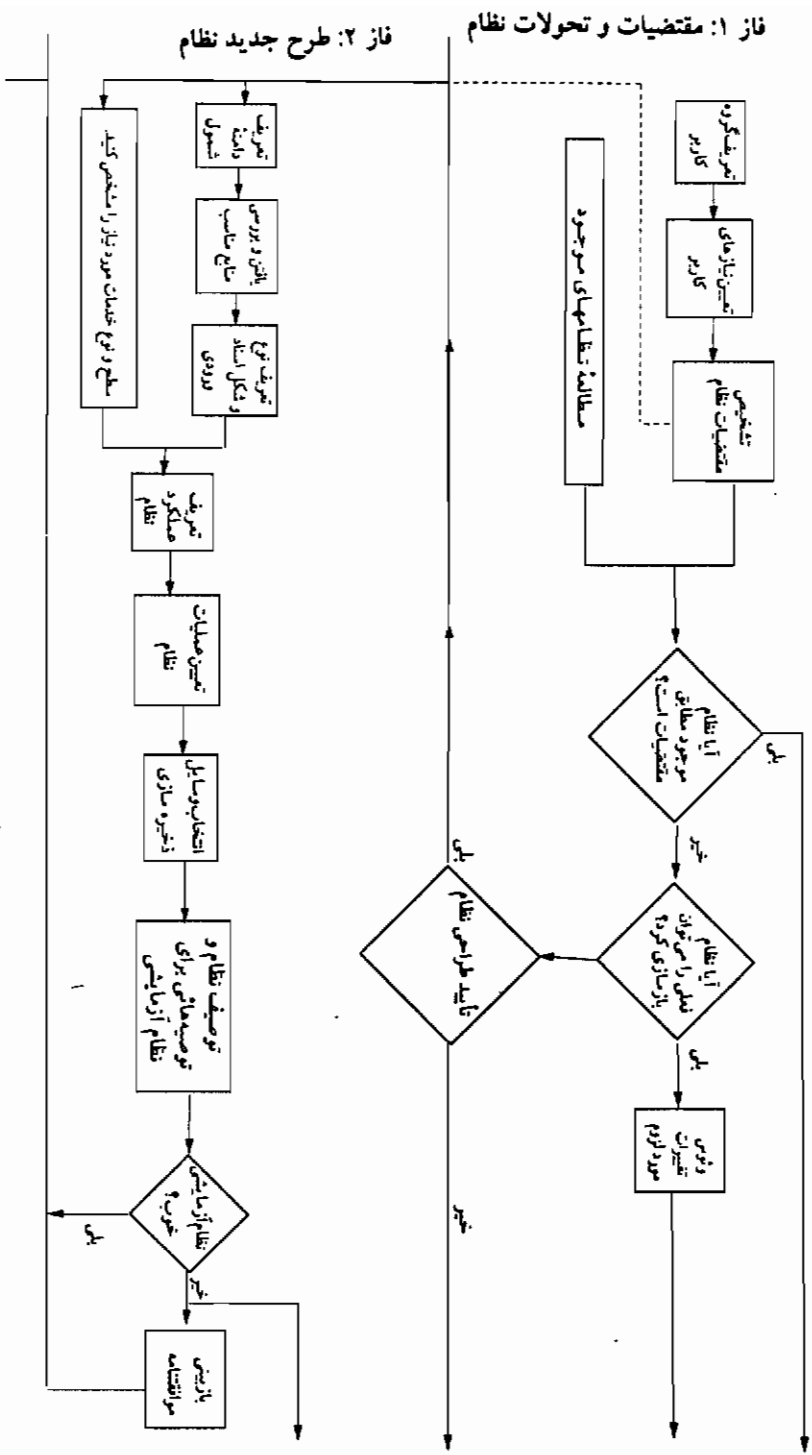 فاز ۱: مقتضیات و تحولات نظام
تعریف گروه
کاربر
تعیین نیازهای
کاربر
تشخیص
مقتضیات نظام
مطالعهٔ نظامهای موجود
آیا نظام
موجود مطابق
مقتضیات است؟
بلی
خیر
آیا نظام
فعلی را می‌توان
بازسازی کرد؟
بلی
تغییرات
مورد لزوم
تأیید طراحی نظام
بلی
خیر
فاز ۲: طرح جدید نظام
تعریف
دامنهٔ
شمول
یافتن و بررسی
منابع مناسب
تعریف نوع
و شکل اسناد
ورودی
سطح و نوع خدمات مورد نیاز را مشخص کنید.
تعریف
عملکرد
نظام
تعیین عملیات
نظام
انتخاب وسایل
ذخیره سازی
توصیف نظام و
توصیه‌هائی برای
نظام آزمایشی
نظام آزمایشی
خوب؟
بلی
خیر
بازبینی
موافقتنامه